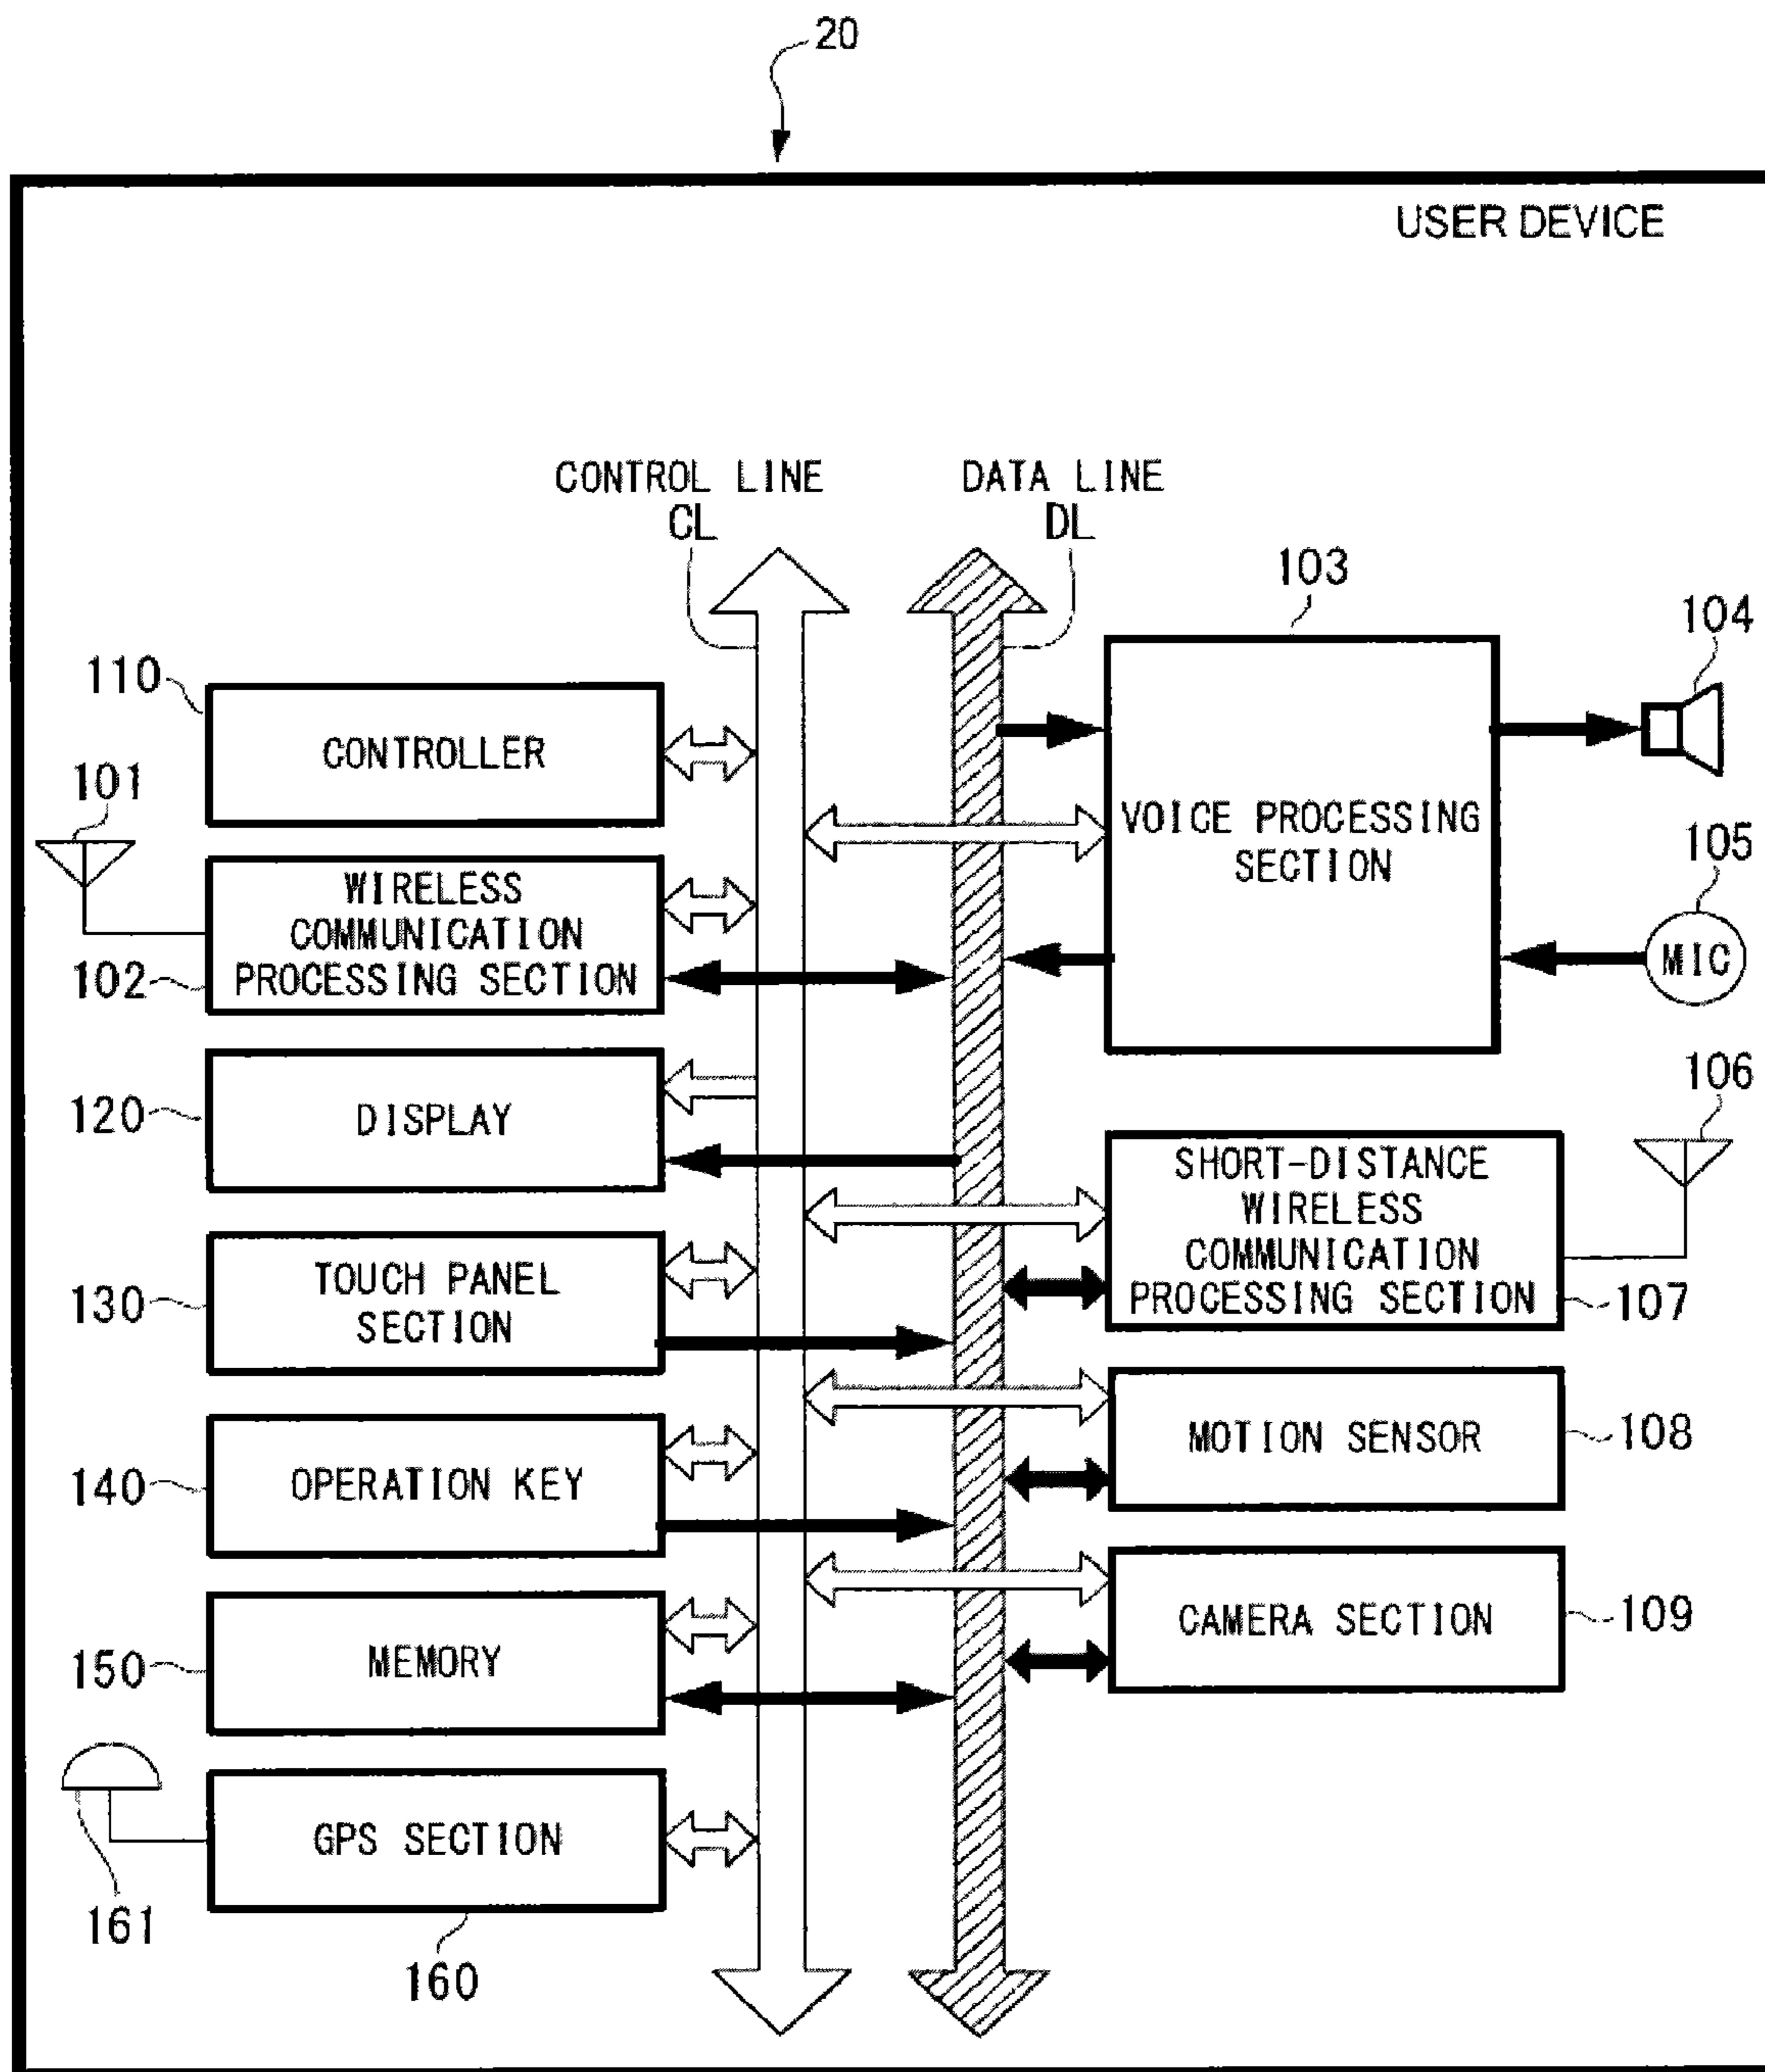 20
USER DEVICE
CONTROL LINE
CL
DATA LINE
DL
103
104
110
CONTROLLER
101
VOICE PROCESSING
SECTION
105
MIC
WIRELESS
COMMUNICATION
PROCESSING SECTION
102
106
120
DISPLAY
SHORT-DISTANCE
WIRELESS
COMMUNICATION
PROCESSING SECTION
107
130
TOUCH PANEL
SECTION
MOTION SENSOR
108
140
OPERATION KEY
CAMERA SECTION
109
150
MEMORY
GPS SECTION
161
160